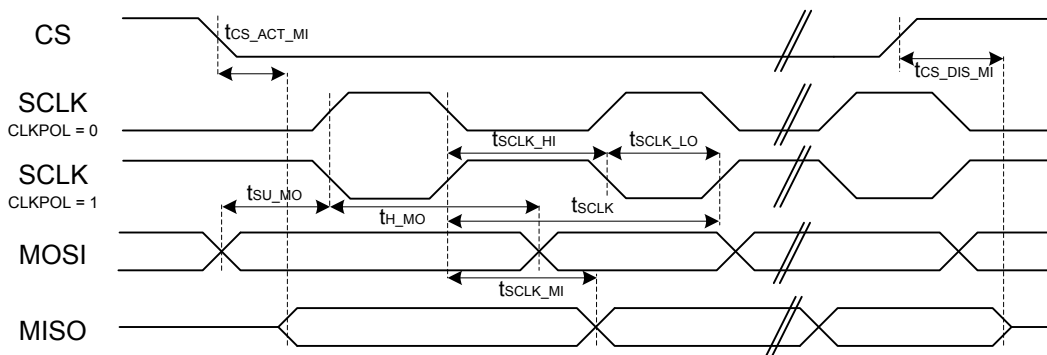 CS
tCS_ACT_MI
tCS_DIS_MI
SCLK
CLKPOL = 0
tSCLK_HI
tSCLK_LO
SCLK
CLKPOL = 1
tSU_MO
tH_MO
tSCLK
MOSI
tSCLK_MI
MISO